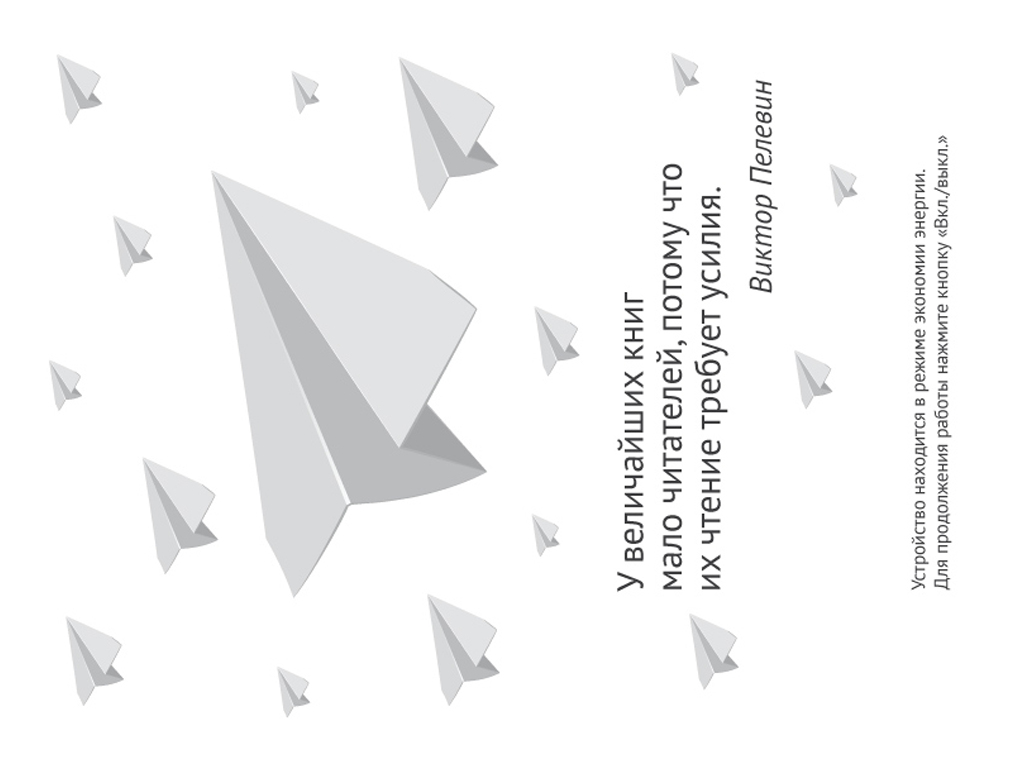 У величайших книг
мало читателей, потому что
их чтение требует усилия.
Виктор Пелевин
Устройство находится в режиме экономии энергии.
Для продолжения работы нажмите кнопку «Вкл./выкл.»